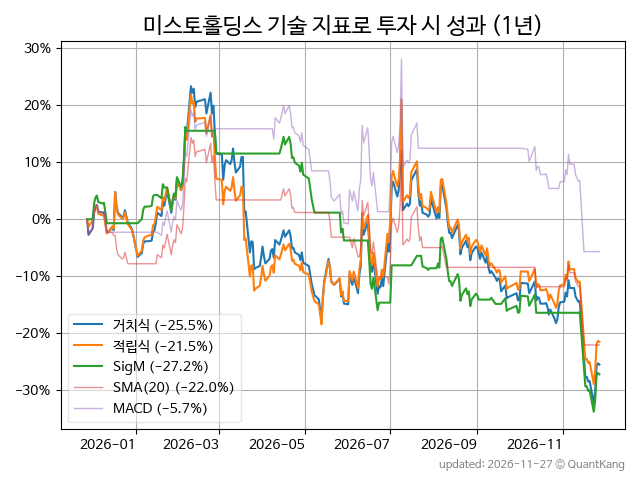 미스토홀딩스 기술 지표로 투자 시 성과 (1년)
30%
20%
10%
0%
−10%
−20%
−30%
거치식 (−25.5%)
적립식 (−21.5%)
SigM (−27.2%)
SMA(20) (−22.0%)
MACD (−5.7%)
2026-01
2026-03
2026-05
2026-07
2026-09
2026-11
updated: 2026-11-27 © QuantKang